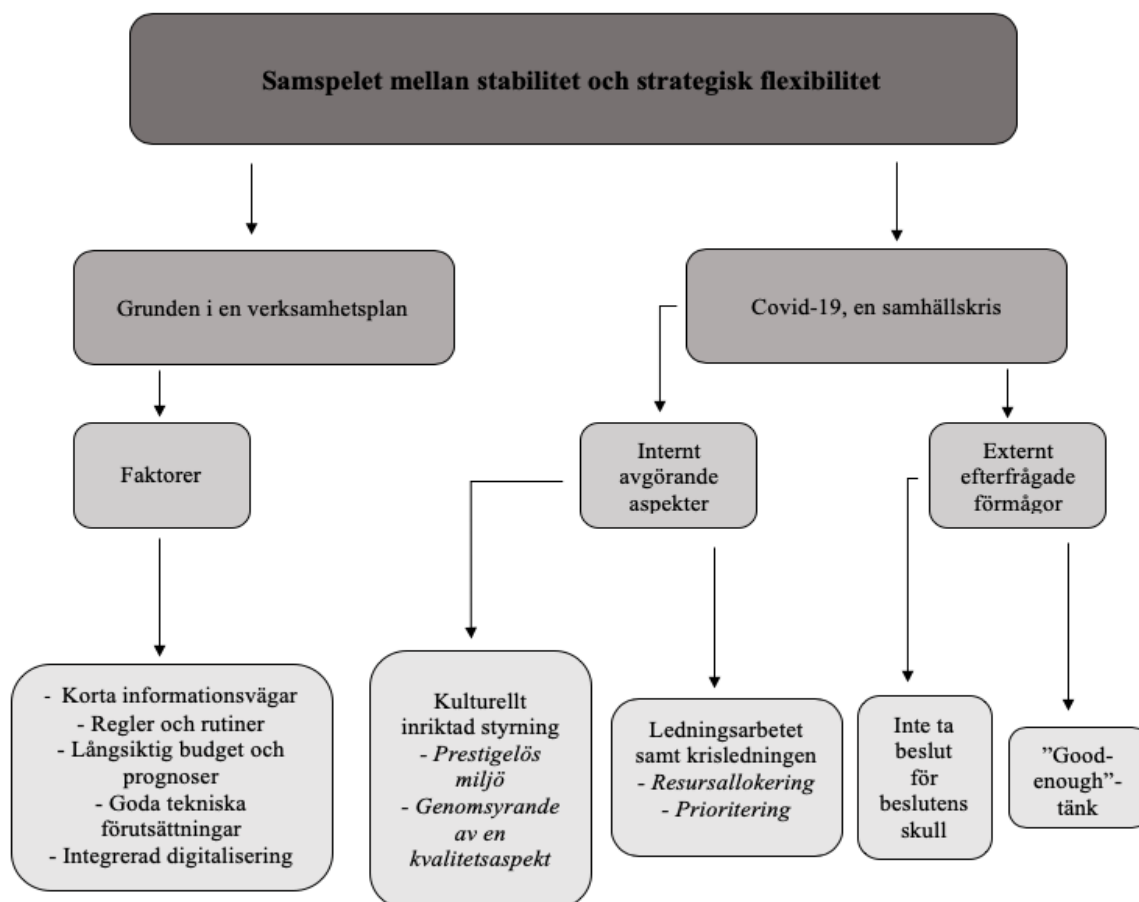 Samspelet mellan stabilitet och strategisk flexibilitet
Grunden i en verksamhetsplan
Covid-19, en samhällskris
Faktorer
Internt
avgörande
aspekter
Externt
efterfrågade
förmågor
- Korta informationsvägar
- Regler och rutiner
- Långsiktig budget och
prognoser
- Goda tekniska
förutsättningar
- Integrerad digitalisering
Kulturellt
inriktad styrning
- Prestigelös
miljö
- Genomsyrande
av en
kvalitetsaspekt
Ledningsarbetet
samt krisledningen
- Resursallokering
- Prioritering
Inte ta
beslut
för
beslutens
skull
”Good-
enough”-
tänk